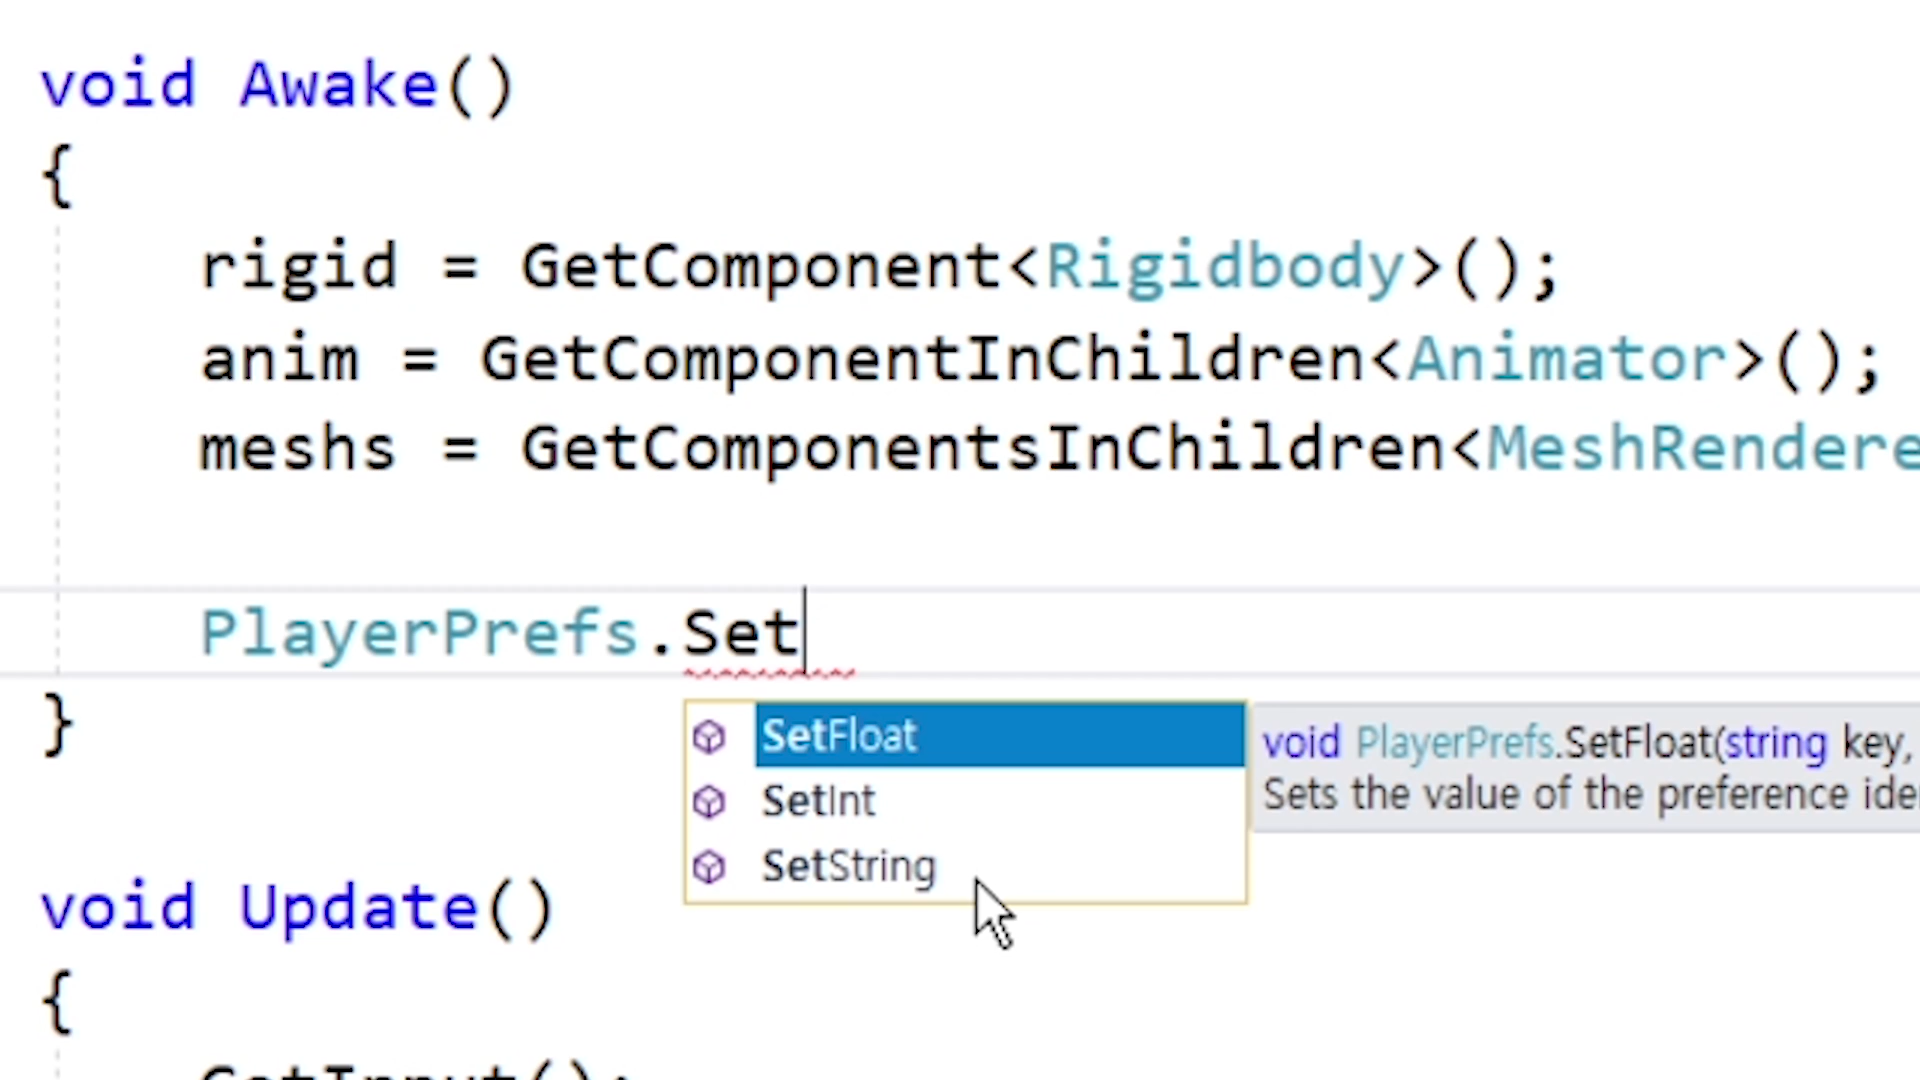 void Awake()
{
rigid = GetComponent<Rigidbody>();
anim = GetComponentInChildren<Animator>();
meshs = GetComponentsInChildren<MeshRendere
PlayerPrefs.Set
}
SetFloat
SetInt
SetString
void PlayerPrefs.SetFloat(string key,
Sets the value of the preference ide
void Update()
{
GetInput();